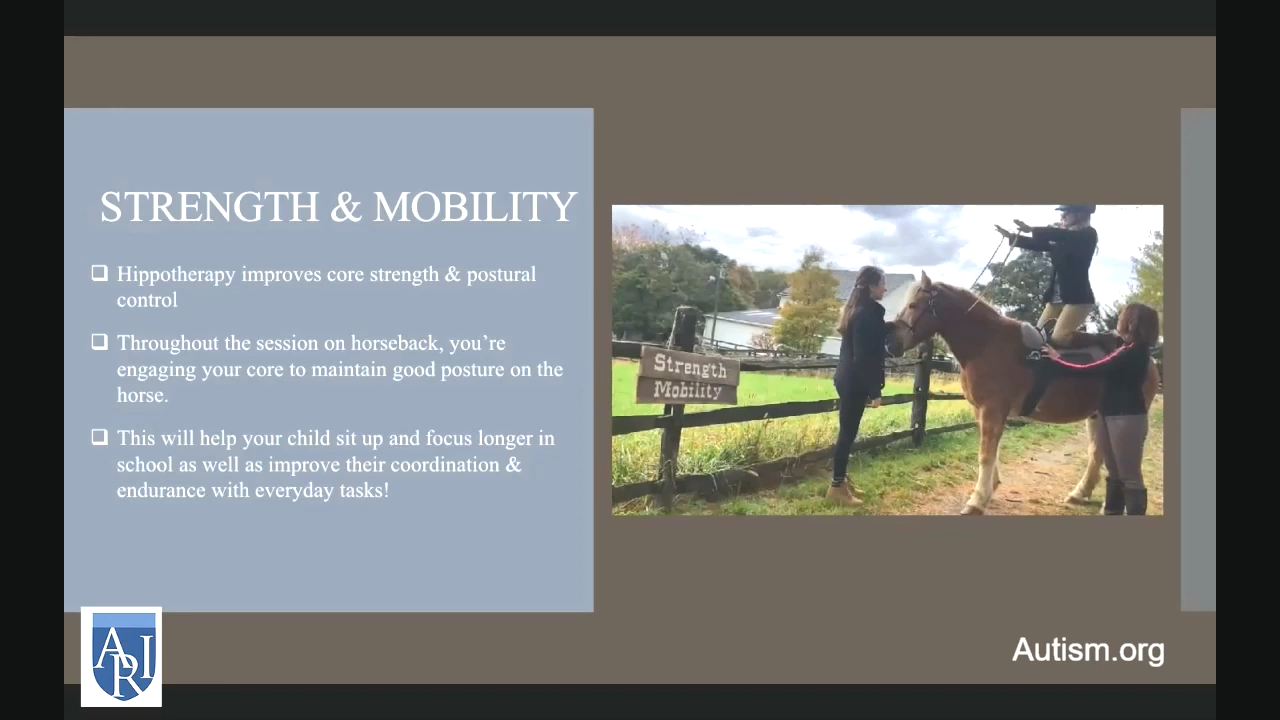 STRENGTH & MOBILITY
❑ Hippotherapy improves core strength & postural
control
❑ Throughout the session on horseback, you’re
engaging your core to maintain good posture on the
horse.
❑ This will help your child sit up and focus longer in
school as well as improve their coordination &
endurance with everyday tasks!
Strength
Mobility
ARI
Autism.org